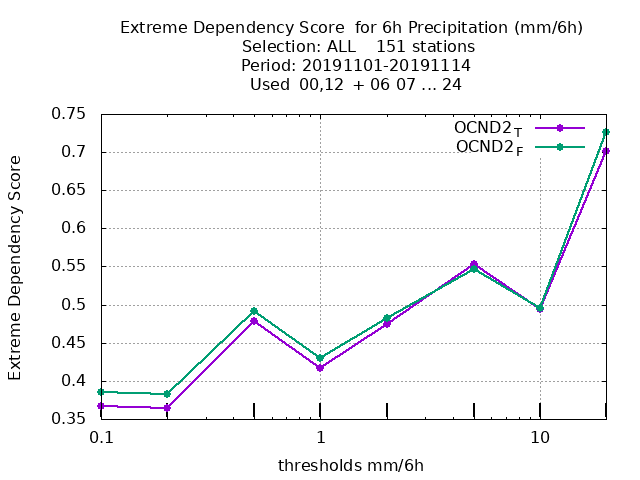 Extreme Dependency Score  for 6h Precipitation (mm/6h)
Selection: ALL    151 stations
Period: 20191101-20191114
Used  00,12  + 06 07 ... 24
OCND2_T
OCND2_F
Extreme Dependency Score
0.75
0.7
0.65
0.6
0.55
0.5
0.45
0.4
0.35
0.1 1 10
thresholds mm/6h